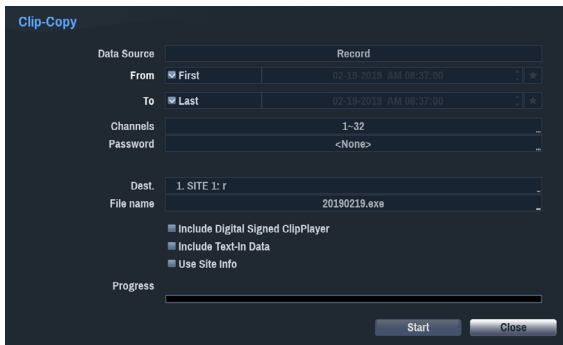 Clip-Copy
Data Source Record
From First 02-19-2019 AM 08:37:00
To Last 02-19-2019 AM 08:37:00
Channels 1~32 ...
Password <None> ...
Dest. 1. SITE 1: r
File name 20190219.exe
Include Digital Signed ClipPlayer
Include Text-In Data
Use Site Info
Progress
Start Close